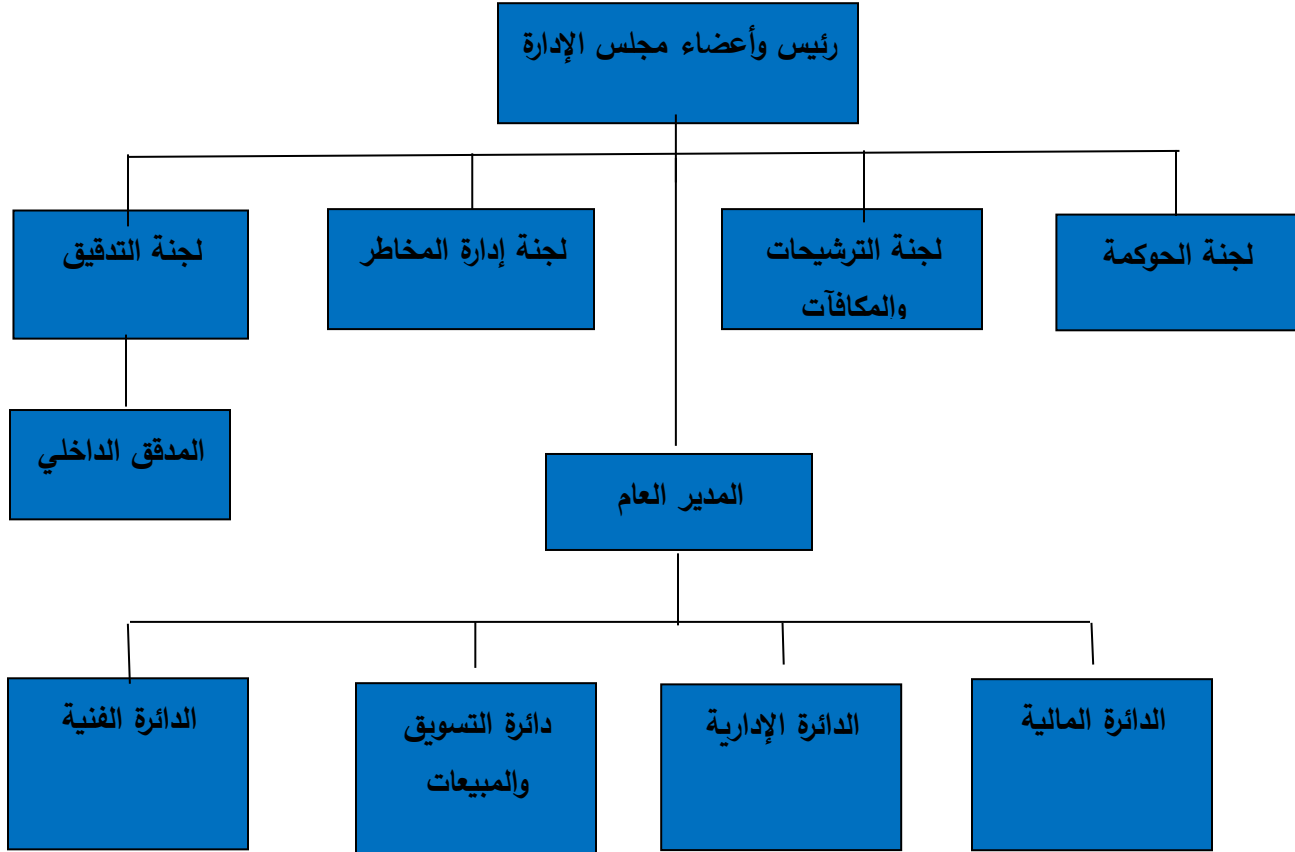 رئيس وأعضاء مجلس الإدارة
لجنة الحوكمة
لجنة الترشيحات
والمكافآت
لجنة إدارة المخاطر
لجنة التدقيق
المدقق الداخلي
المدير العام
الدائرة المالية
الدائرة الإدارية
دائرة التسويق
والمبيعات
الدائرة الفنية